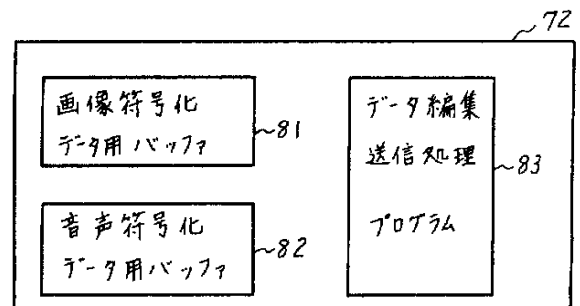 72
画像符号化
データ用バッファ
81
音声符号化
データ用バッファ
82
データ編集
送信処理
プログラム
83